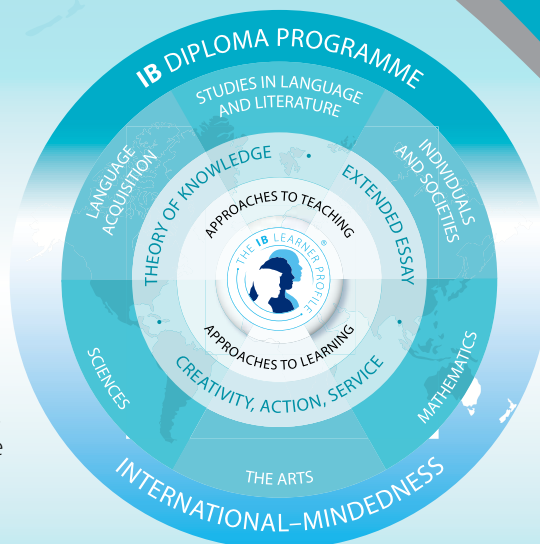 IB DIPLOMA PROGRAMME
STUDIES IN LANGUAGE
AND LITERATURE
LANGUAGE
ACQUISITION
INDIVIDUALS
AND SOCIETIES
THEORY OF KNOWLEDGE
•
EXTENDED ESSAY
APPROACHES TO TEACHING
THE IB LEARNER PROFILE ®
APPROACHES TO LEARNING
•
•
CREATIVITY, ACTION, SERVICE
SCIENCES
MATHEMATICS
THE ARTS
INTERNATIONAL–MINDEDNESS
e